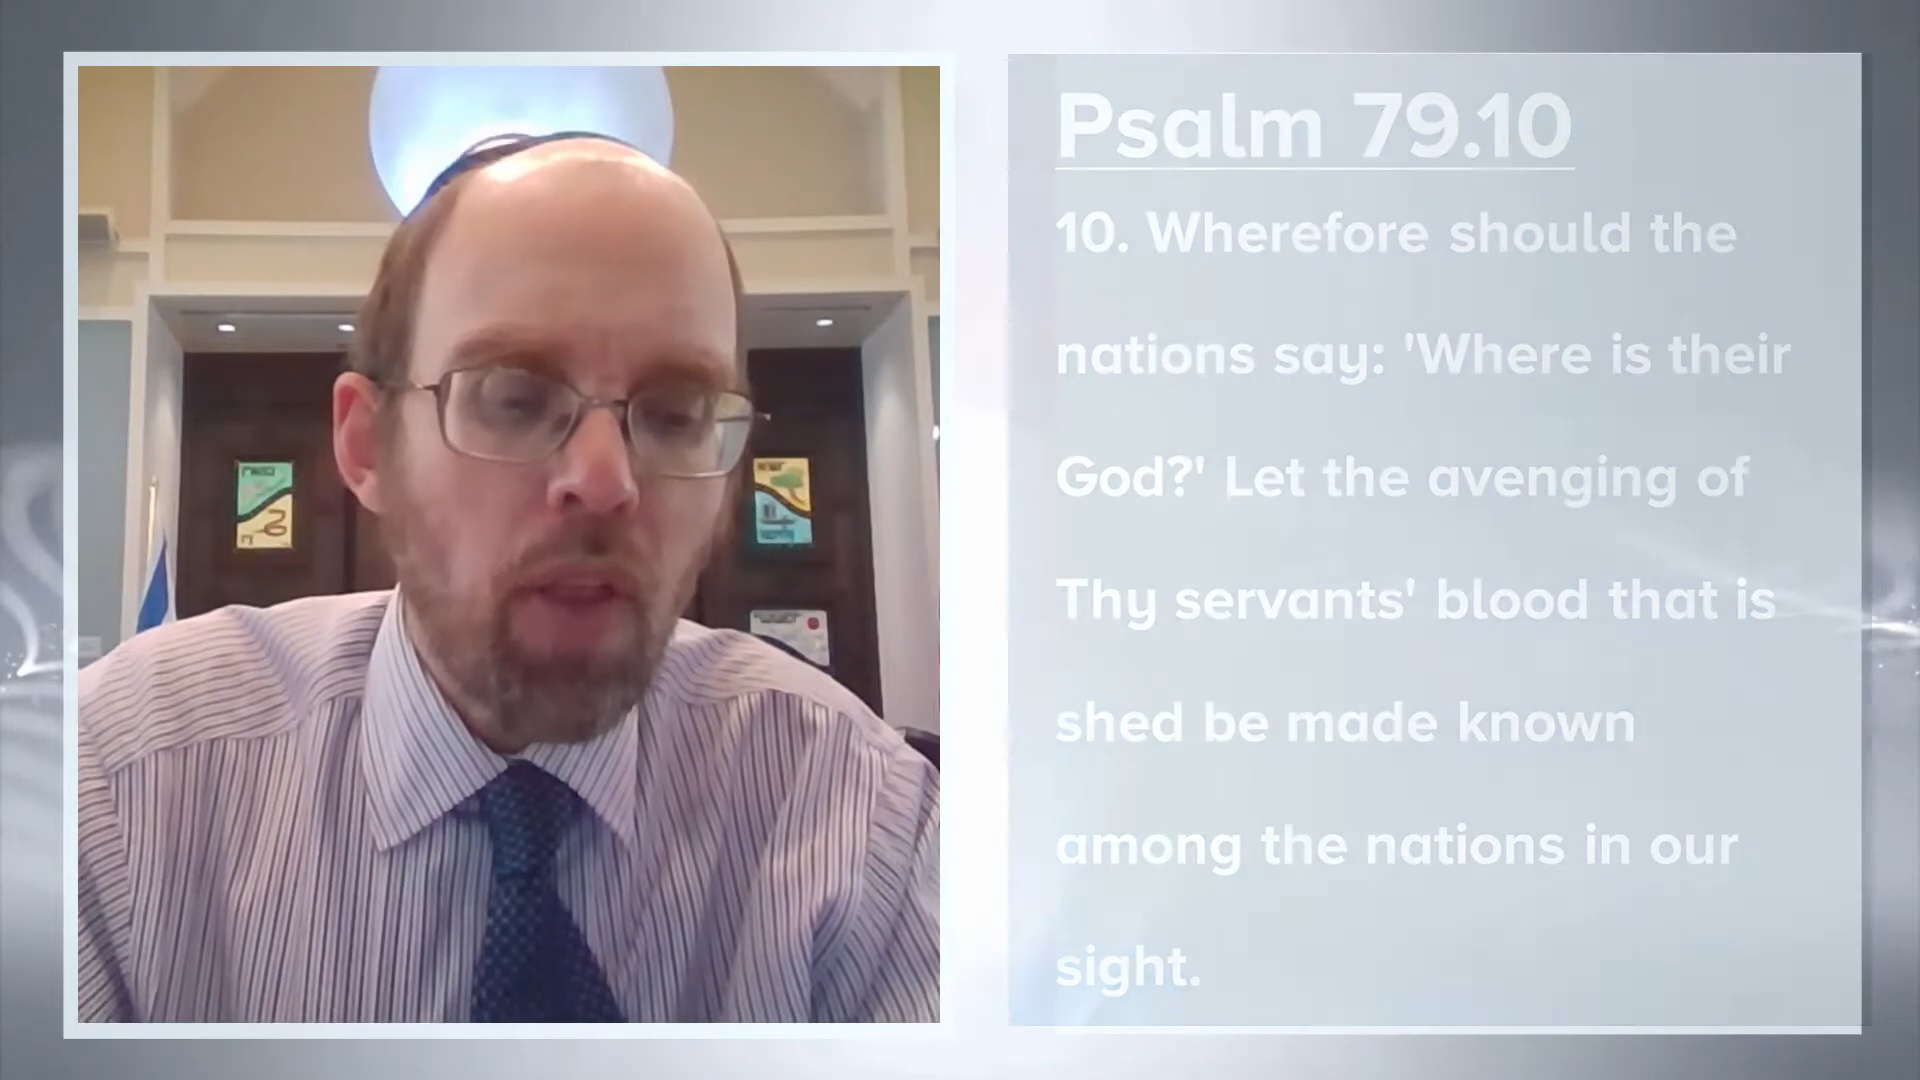 Psalm 79.10
10. Wherefore should the
nations say: 'Where is their
God?' Let the avenging of
Thy servants' blood that is
shed be made known
among the nations in our
sight.